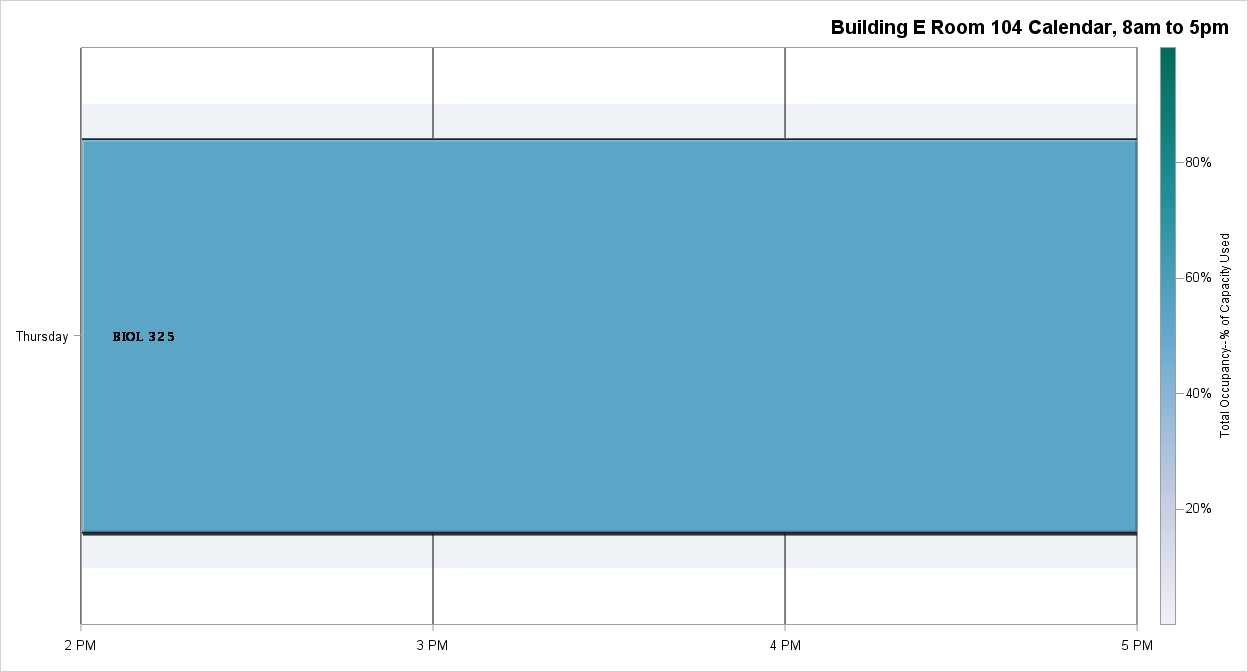 Building E Room 104 Calendar, 8am to 5pm
80%
60%
40%
20%
Total Occupancy--% of Capacity Used
Thursday
BIOL 325
2 PM
3 PM
4 PM
5 PM